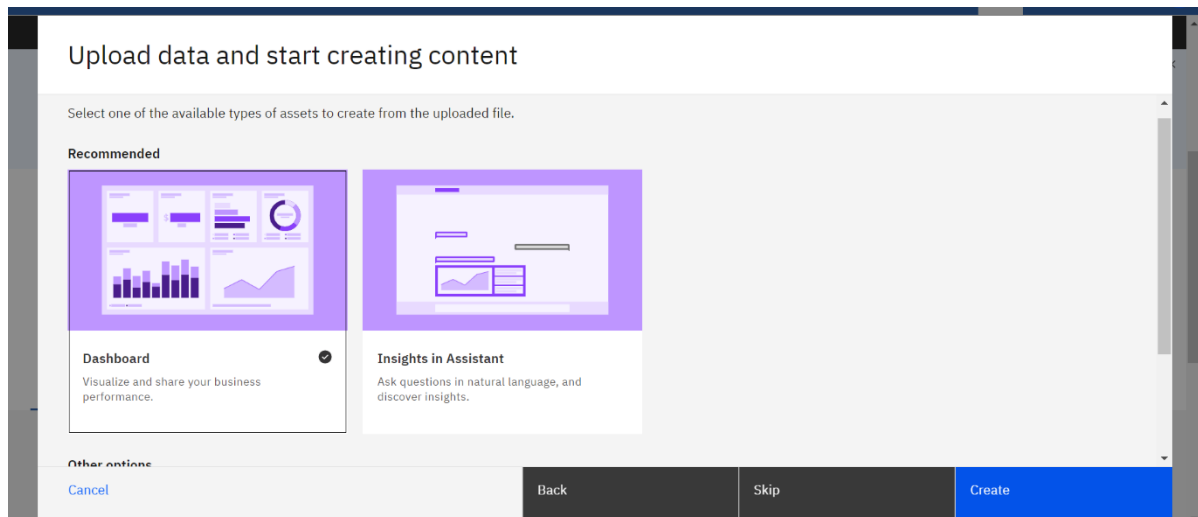 Upload data and start creating content
Select one of the available types of assets to create from the uploaded file.
Recommended
Dashboard
Visualize and share your business
performance.
Insights in Assistant
Ask questions in natural language, and
discover insights.
Other options
Cancel
Back
Skip
Create